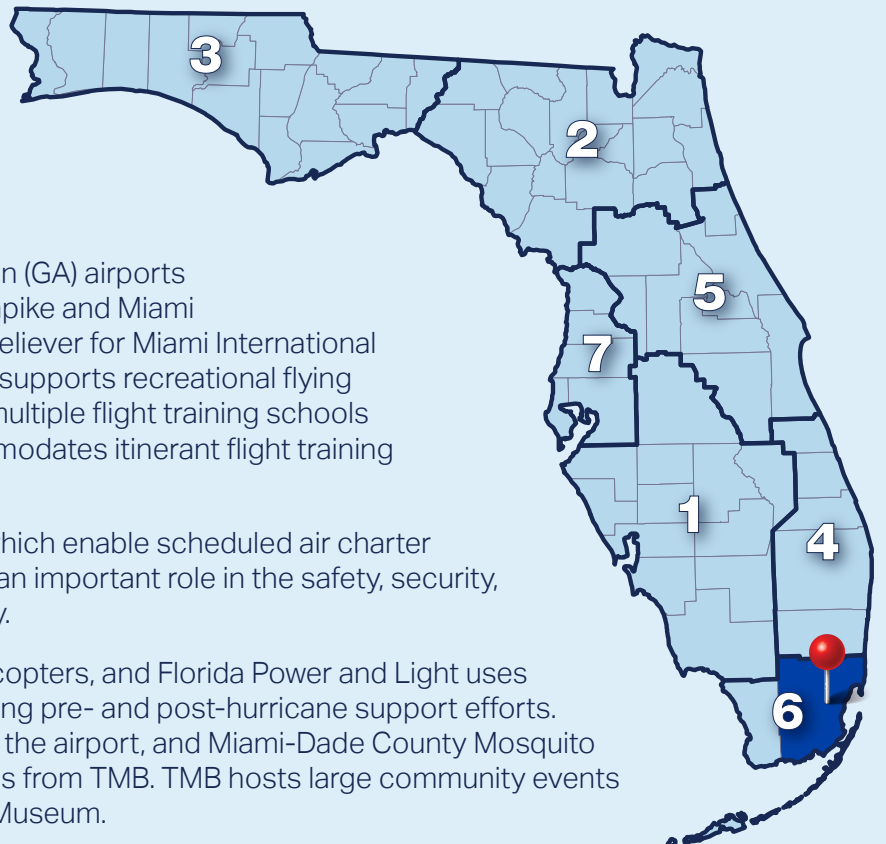 3
2
n (GA) airports
5
npike and Miami
eliever for Miami International
7
supports recreational flying
multiple flight training schools
modates itinerant flight training
1
which enable scheduled air charter
4
an important role in the safety, security,
y.
copters, and Florida Power and Light uses
ing pre- and post-hurricane support efforts.
6
the airport, and Miami-Dade County Mosquito
s from TMB. TMB hosts large community events
Museum.